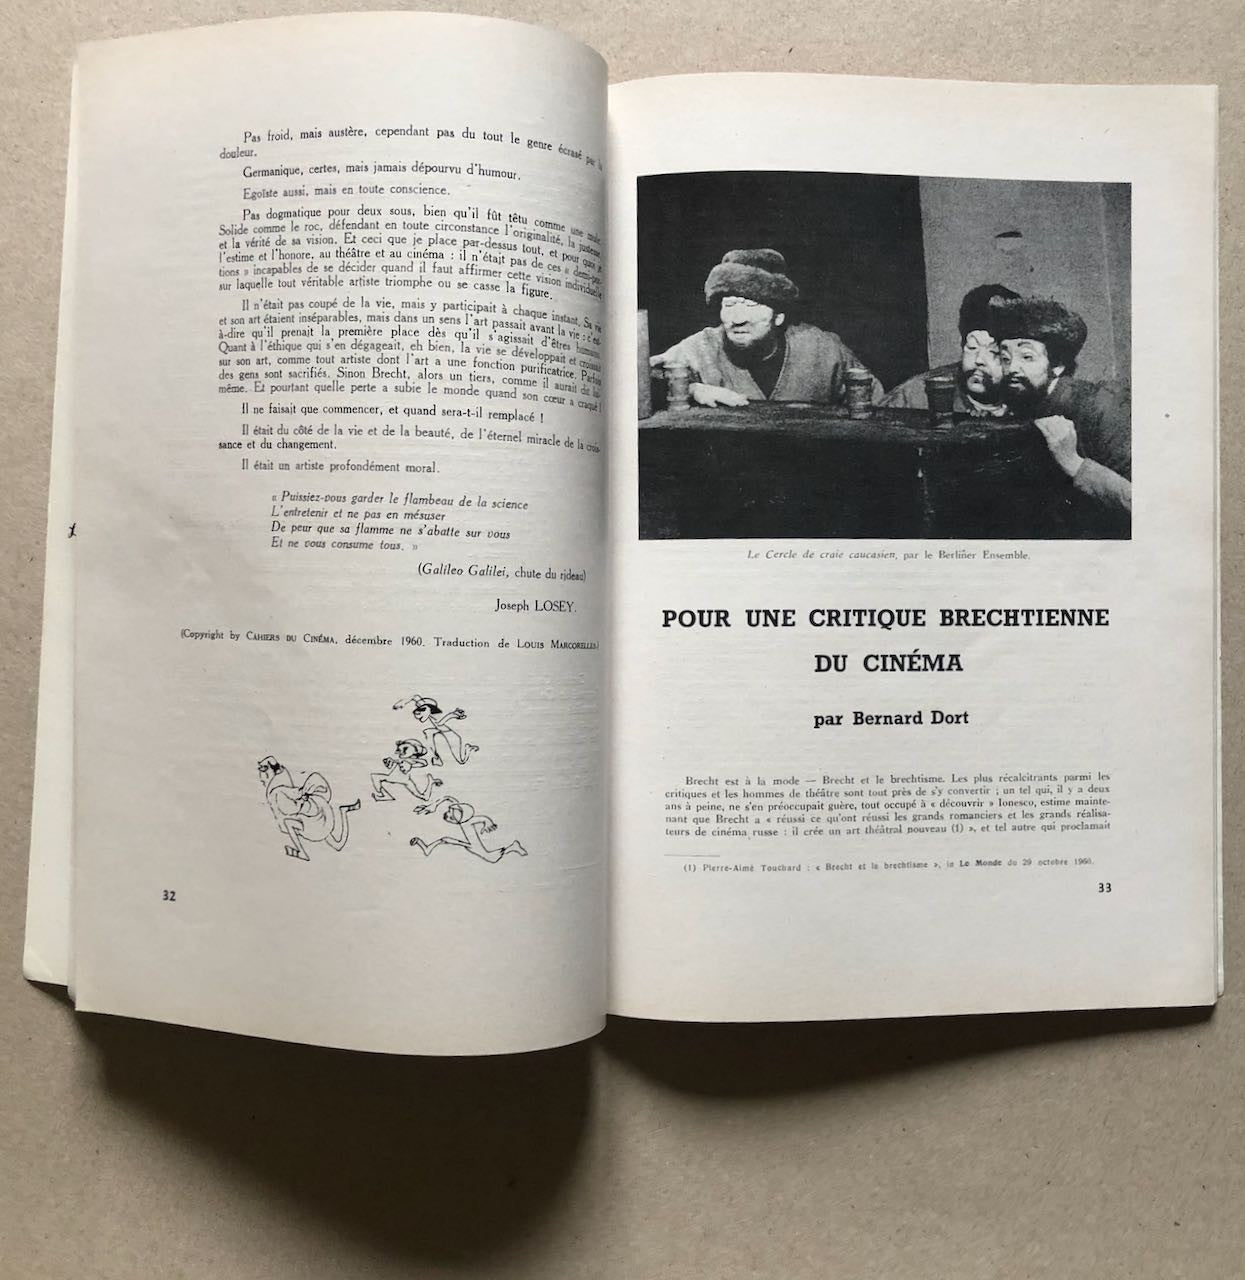 Pas froid, mais austère, cependant pas du tout le genre écrasé par la
douleur.
Germanique, certes, mais jamais dépourvu d'humour.
Egoïste aussi, mais en toute conscience.
Pas dogmatique pour deux sous, bien qu'il fût têtu comme une mule.
Solide comme le roc, défendant en toute circonstance l'originalité, la justesse
et la vérité de sa vision. Et ceci que je place par-dessus tout, et pour quoi je
l'estime et l'honore, au théâtre et au cinéma : il n'était pas de ces « demi-por-
tions » incapables de se décider quand il faut affirmer cette vision individuelle
sur laquelle tout véritable artiste triomphe ou se casse la figure.
Il n'était pas coupé de la vie, mais y participait à chaque instant. Sa vie
et son art étaient inséparables, mais dans un sens l'art passait avant la vie : c'est-
à-dire qu'il prenait la première place dès qu'il s'agissait d'êtres humains.
Quant à l'éthique qui s'en dégageait, eh bien, la vie se développait et croissait
sur son art, comme tout artiste dont l'art a une fonction purificatrice. Parfois
des gens sont sacrifiés. Sinon Brecht, alors un tiers, comme il aurait dit lui-
même. Et pourtant quelle perte a subie le monde quand son cœur a craqué !
Il ne faisait que commencer, et quand sera-t-il remplacé !
Il était du côté de la vie et de la beauté, de l'éternel miracle de la crois-
sance et du changement.
Il était un artiste profondément moral.
« Puissiez-vous garder le flambeau de la science
L'entretenir et ne pas en mésuser
De peur que sa flamme ne s'abatte sur vous
Et ne vous consume tous. »
(Galileo Galilei, chute du rideau)
Joseph LOSEY.
(Copyright by CAHIERS DU CINÉMA, décembre 1960. Traduction de LOUIS MARCORELLES.)
32
Le Cercle de craie caucasien, par le Berliner Ensemble.
POUR UNE CRITIQUE BRECHTIENNE
DU CINÉMA
par Bernard Dort
Brecht est à la mode — Brecht et le brechtisme. Les plus récalcitrants parmi les
critiques et les hommes de théâtre sont tout près de s'y convertir ; un tel qui, il y a deux
ans à peine, ne s'en préoccupait guère, tout occupé à « découvrir » Ionesco, estime mainte-
nant que Brecht a « réussi ce qu'ont réussi les grands romanciers et les grands réalisa-
teurs de cinéma russe : il crée un art théâtral nouveau (1) », et tel autre qui proclamait
(1) Pierre-Aimé Touchard : « Brecht et le brechtisme », in Le Monde du 29 octobre 1960.
33